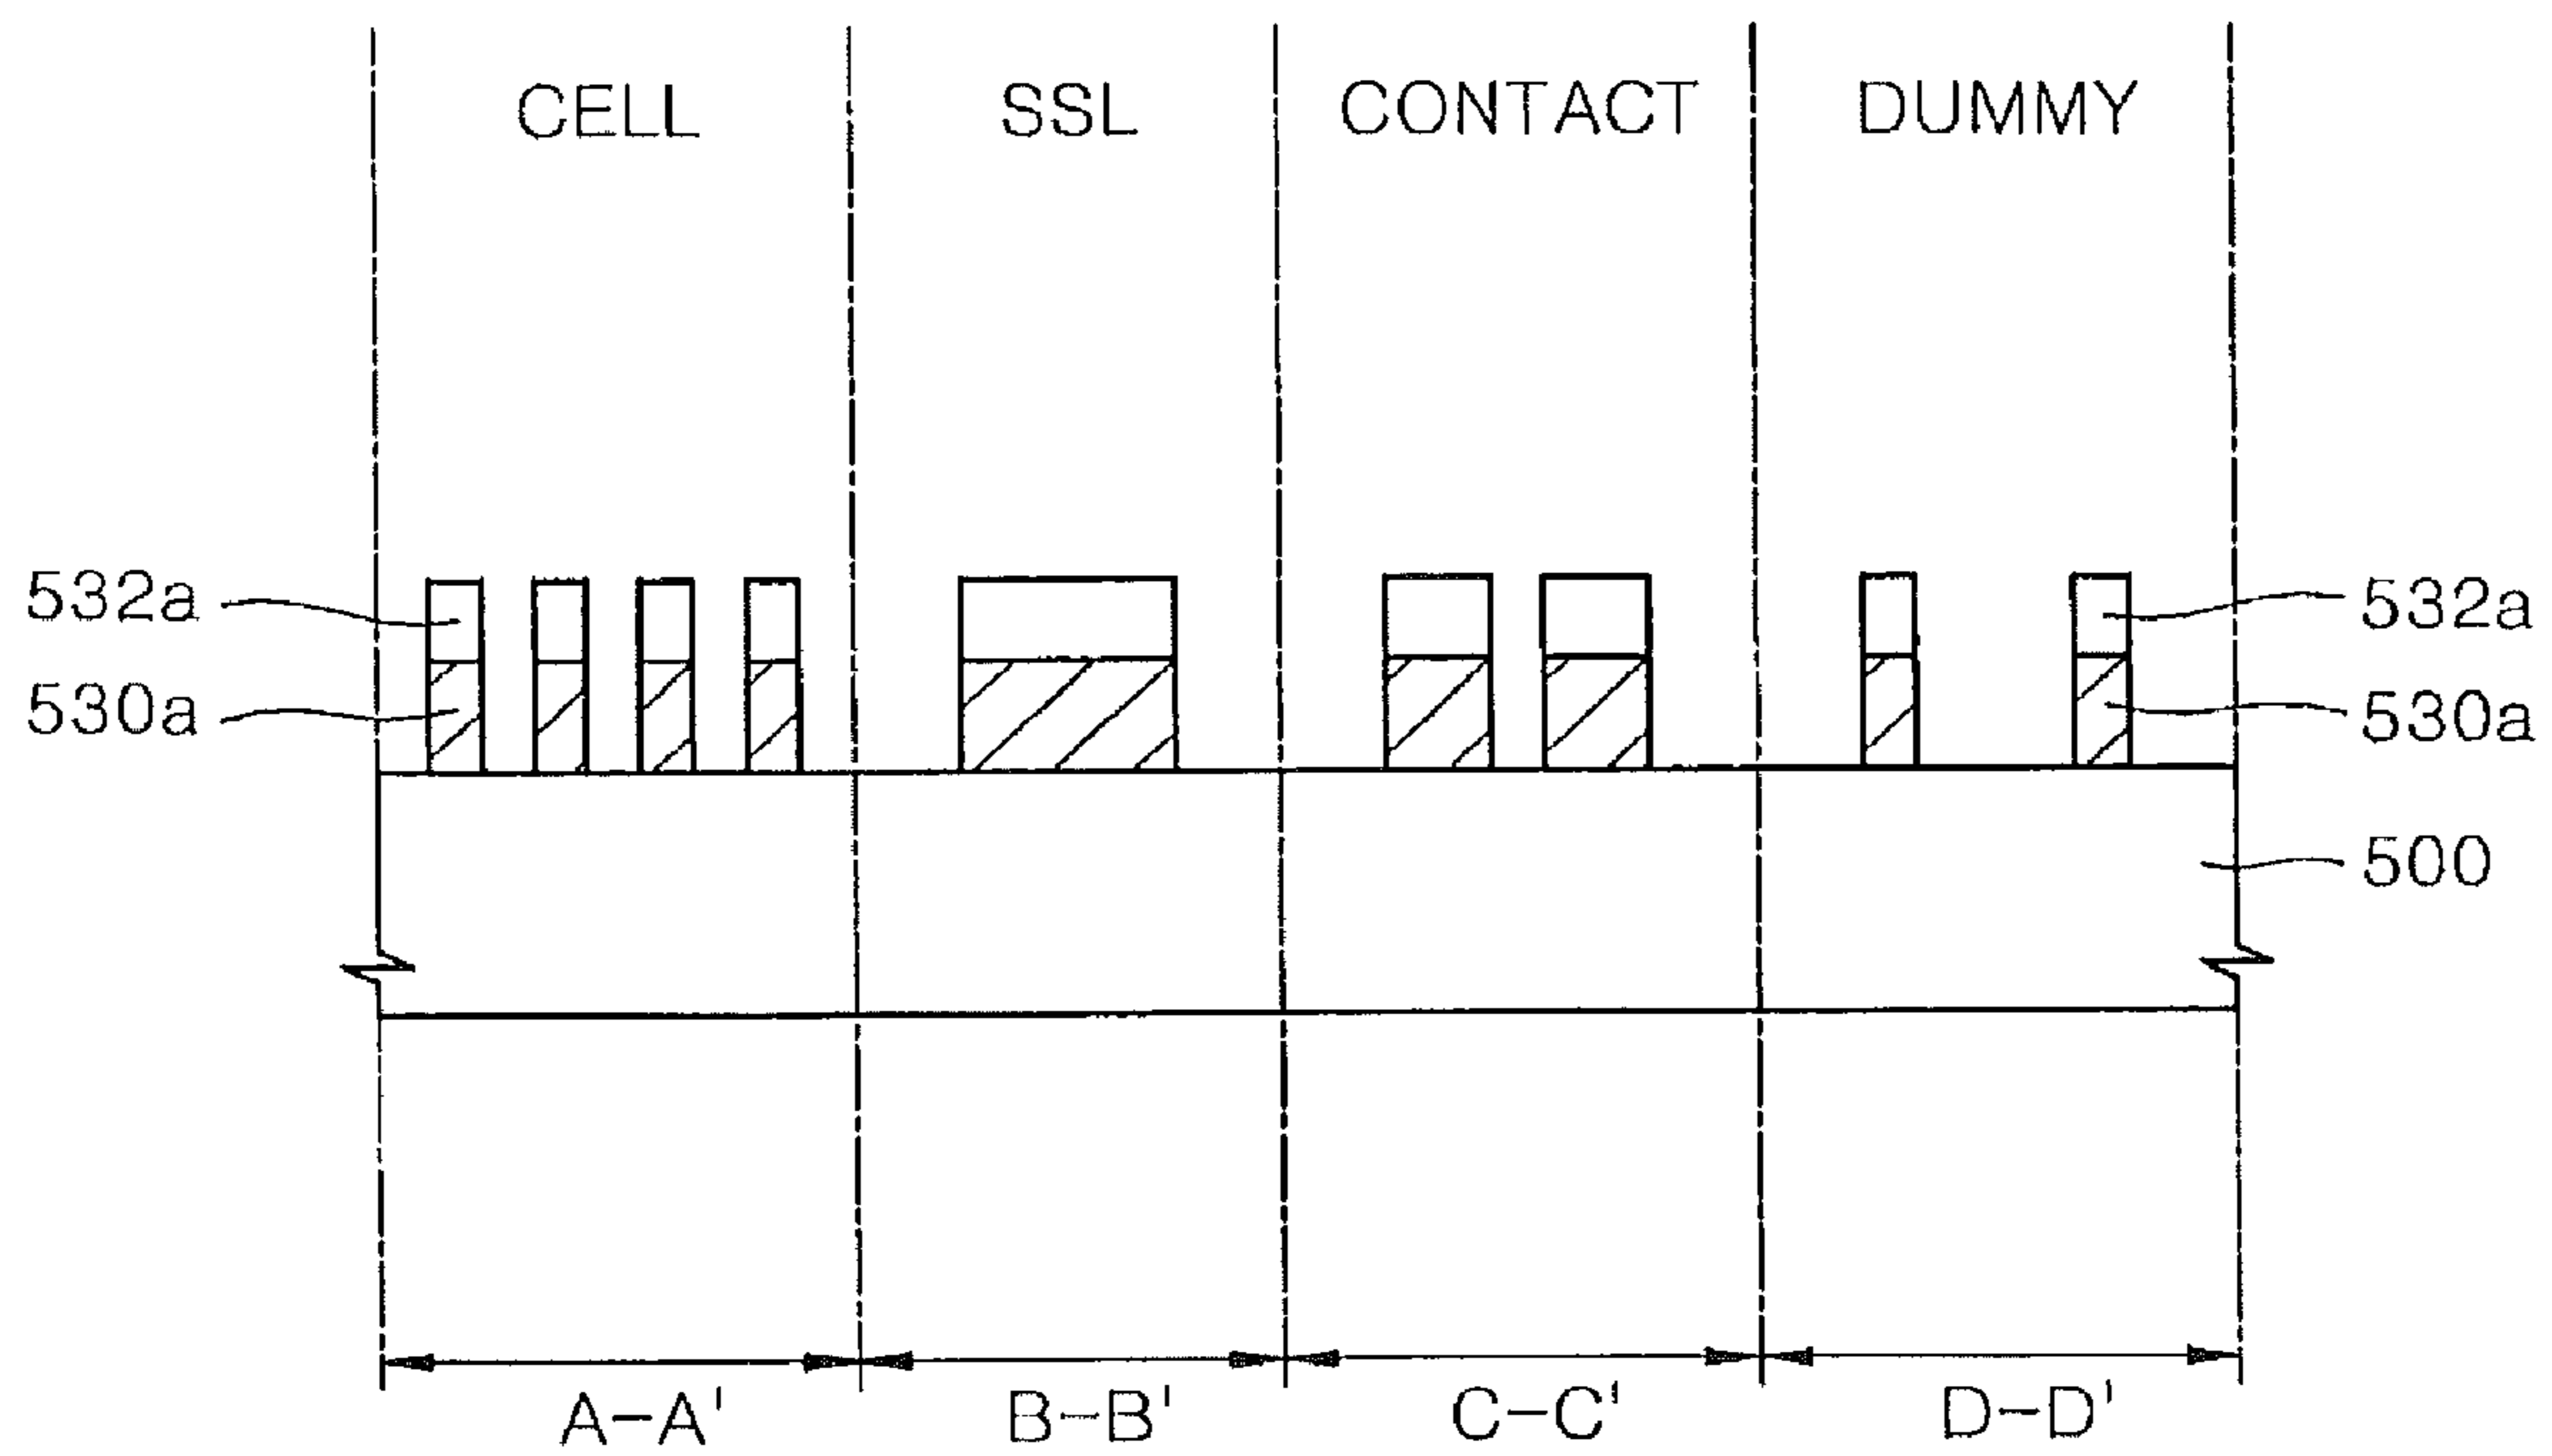 CELL SSL CONTACT DUMMY
532a 532a
530a 530a
500
A-A' B-B' C-C' D-D'